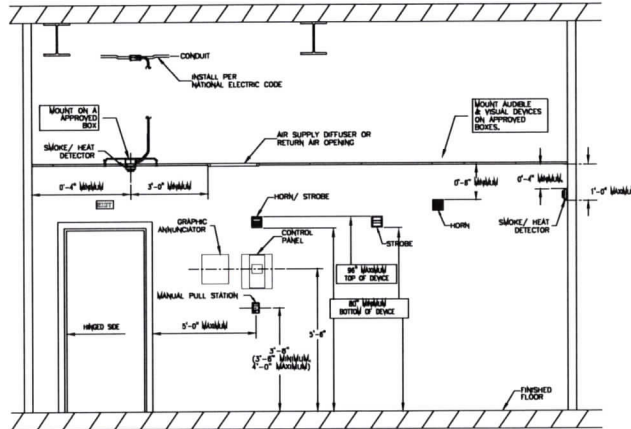 CONDUIT
INSTALL PER
NATIONAL ELECTRIC CODE
MOUNT ON A
APPROVED
BOX
MOUNT AUDIBLE
& VISUAL DEVICES
ON APPROVED
BOXES.
SMOKE/ HEAT
DETECTOR
AIR SUPPLY DIFFUSER OR
RETURN AIR OPENING
0'-4" MINIMUM
3'-0" MINIMUM
0'-6" MINIMUM
0'-4" MINIMUM
1'-0" MAXIMUM
EXIT
HORN/ STROBE
STROBE
HORN
SMOKE/ HEAT
DETECTOR
GRAPHIC
ANNUNCIATOR
CONTROL
PANEL
96" MAXIMUM
TOP OF DEVICE
80" MINIMUM
BOTTOM OF DEVICE
MANUAL PULL STATION
HINGED SIDE
5'-0" MAXIMUM
3'-8"
(3'-6" MINIMUM,
4'-0" MAXIMUM)
5'-6"
FINISHED
FLOOR